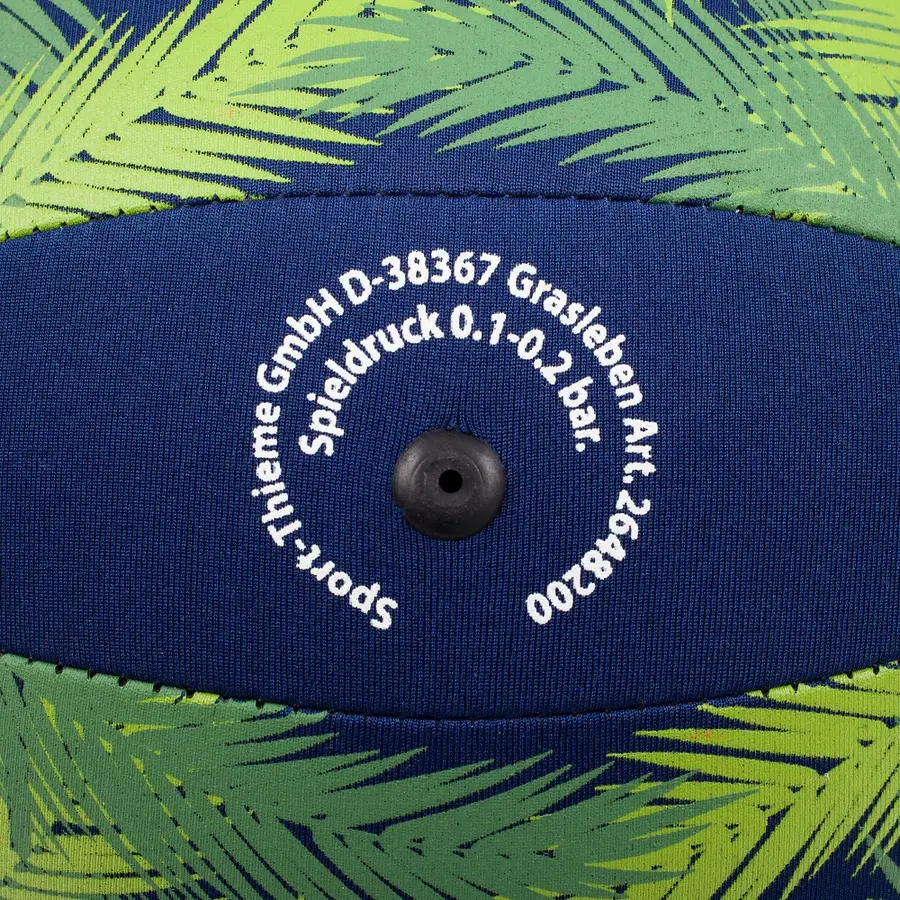 Sport-Thieme GmbH D-38367 Grasleben Art. 2648200
Spieldruck 0.1-0.2 bar.